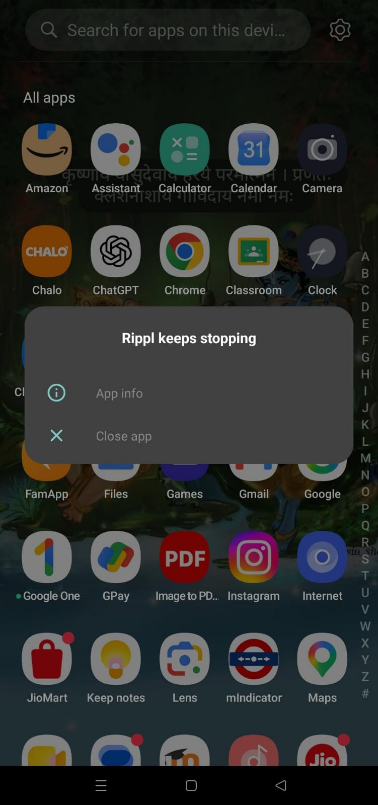 Search for apps on this devi...
All apps
31
Amazon
Assistant
Calculator
Calendar
Camera
कृष्णाय वासुदेवाय हरये परमात्मने । प्रणतः
क्लेशनाशाय गोविंदाय नमो नमः
CHALO
Chalo
ChatGPT
Chrome
Classroom
Clock
Rippl keeps stopping
App info
Close app
FamApp
Files
Games
Gmail
Google
PDF
Google One
GPay
Image to PD..
Instagram
Internet
JioMart
Keep notes
Lens
mIndicator
Maps
Jio
A
B
C
D
E
F
G
H
I
J
K
L
M
N
O
P
Q
R
S
T
U
V
W
X
Y
Z
#